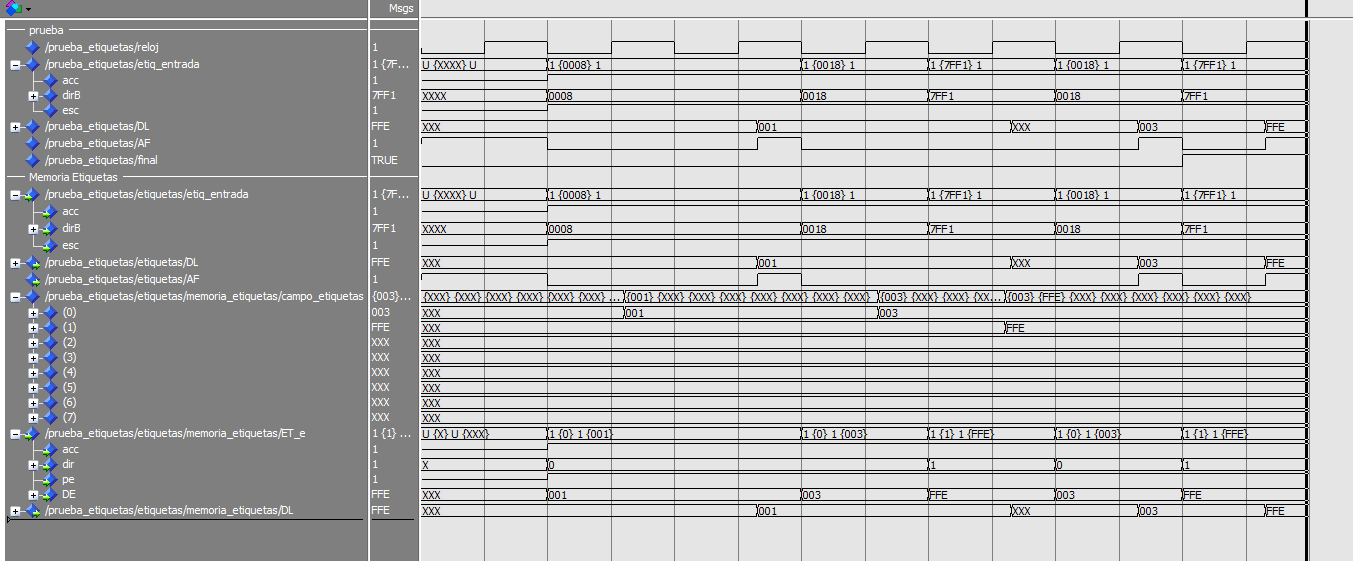 Msgs
prueba
/prueba_etiquetas/reloj 1
/prueba_etiquetas/etiq_entrada 1 {7F... U {XXXX} U 1 {0008} 1 1 {0018} 1 1 {7FF1} 1 1 {0018} 1 1 {7FF1} 1
acc 1
dirB 7FF1 XXXX 0008 0018 7FF1 0018 7FF1
esc 1
/prueba_etiquetas/DL FFE XXX 001 XXX 003 FFE
/prueba_etiquetas/AF 1
/prueba_etiquetas/final TRUE
Memoria Etiquetas
/prueba_etiquetas/etiquetas/etiq_entrada 1 {7F... U {XXXX} U 1 {0008} 1 1 {0018} 1 1 {7FF1} 1 1 {0018} 1 1 {7FF1} 1
acc 1
dirB 7FF1 XXXX 0008 0018 7FF1 0018 7FF1
esc 1
/prueba_etiquetas/etiquetas/DL FFE XXX 001 XXX 003 FFE
/prueba_etiquetas/etiquetas/AF 1
/prueba_etiquetas/etiquetas/memoria_etiquetas/campo_etiquetas {003}... {XXX} {XXX} {XXX} {XXX} {XXX} {XXX} ... {001} {XXX} {XXX} {XXX} {XXX} {XXX} {XXX} {XXX} {003} {XXX} {XXX} {XX... {003} {FFE} {XXX} {XXX} {XXX} {XXX} {XXX} {XXX}
(0) 003 XXX 001 003
(1) FFE XXX FFE
(2) XXX XXX
(3) XXX XXX
(4) XXX XXX
(5) XXX XXX
(6) XXX XXX
(7) XXX XXX
/prueba_etiquetas/etiquetas/memoria_etiquetas/ET_e 1 {1} ... U {X} U {XXX} 1 {0} 1 {001} 1 {0} 1 {003} 1 {1} 1 {FFE} 1 {0} 1 {003} 1 {1} 1 {FFE}
acc 1
dir 1 X 0 1 0 1
pe 1
DE FFE XXX 001 003 FFE 003 FFE
/prueba_etiquetas/etiquetas/memoria_etiquetas/DL FFE XXX 001 XXX 003 FFE